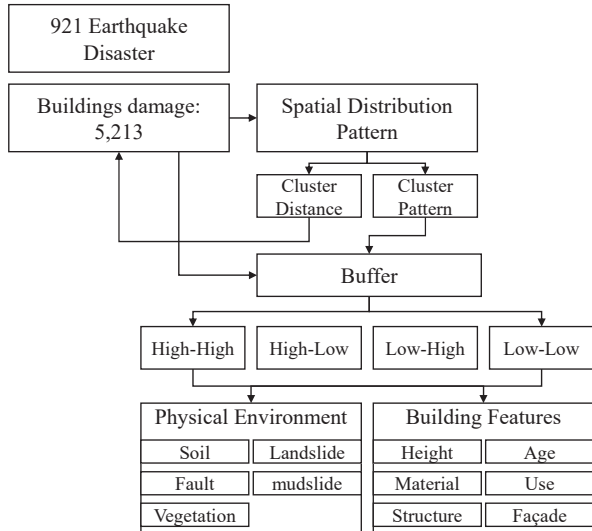 921 Earthquake
Disaster
Buildings damage:
5,213
Spatial Distribution
Pattern
Cluster
Distance
Cluster
Pattern
Buffer
High-High
High-Low
Low-High
Low-Low
Physical Environment
Soil
Landslide
Fault
mudslide
Vegetation
Building Features
Height
Age
Material
Use
Structure
Façade